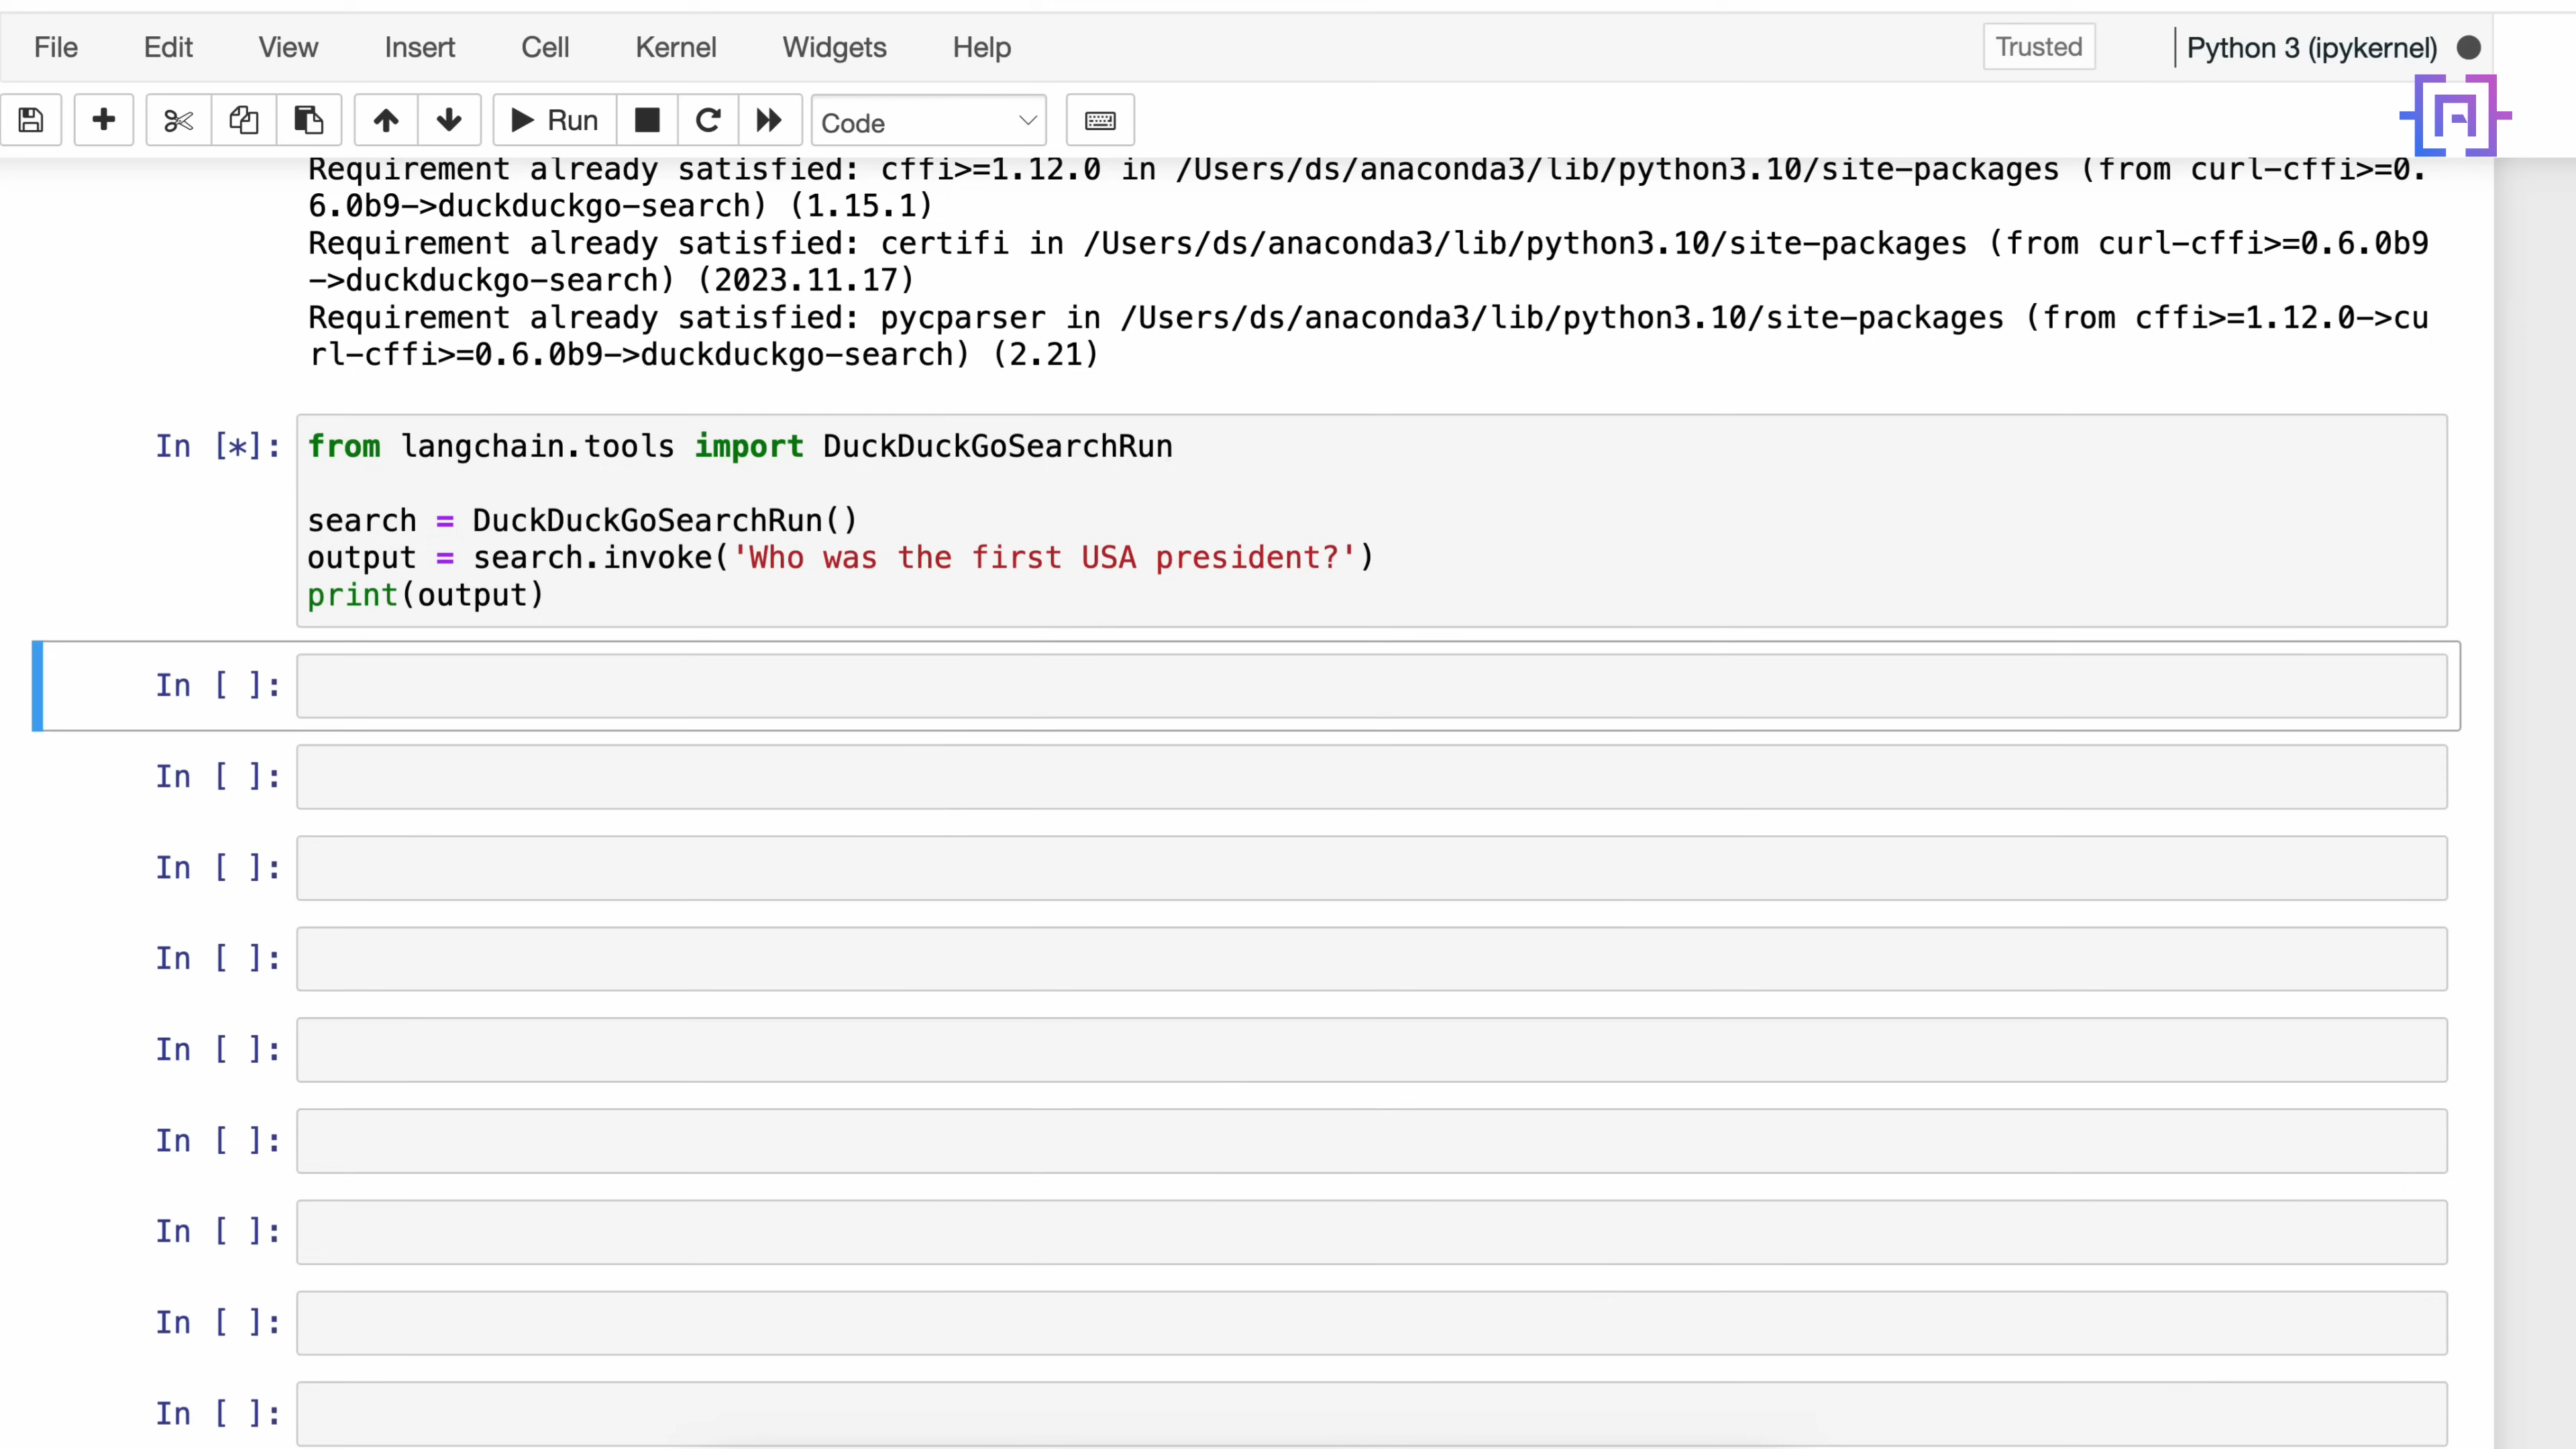 File Edit View Insert Cell Kernel Widgets Help Trusted Python 3 (ipykernel)
Run Code
Requirement already satisfied: cffi>=1.12.0 in /Users/ds/anaconda3/lib/python3.10/site-packages (from curl-cffi>=0.
6.0b9->duckduckgo-search) (1.15.1)
Requirement already satisfied: certifi in /Users/ds/anaconda3/lib/python3.10/site-packages (from curl-cffi>=0.6.0b9
->duckduckgo-search) (2023.11.17)
Requirement already satisfied: pycparser in /Users/ds/anaconda3/lib/python3.10/site-packages (from cffi>=1.12.0->cu
rl-cffi>=0.6.0b9->duckduckgo-search) (2.21)
In [*]: from langchain.tools import DuckDuckGoSearchRun
search = DuckDuckGoSearchRun()
output = search.invoke('Who was the first USA president?')
print(output)
In [ ]:
In [ ]:
In [ ]:
In [ ]:
In [ ]:
In [ ]:
In [ ]:
In [ ]:
In [ ]: